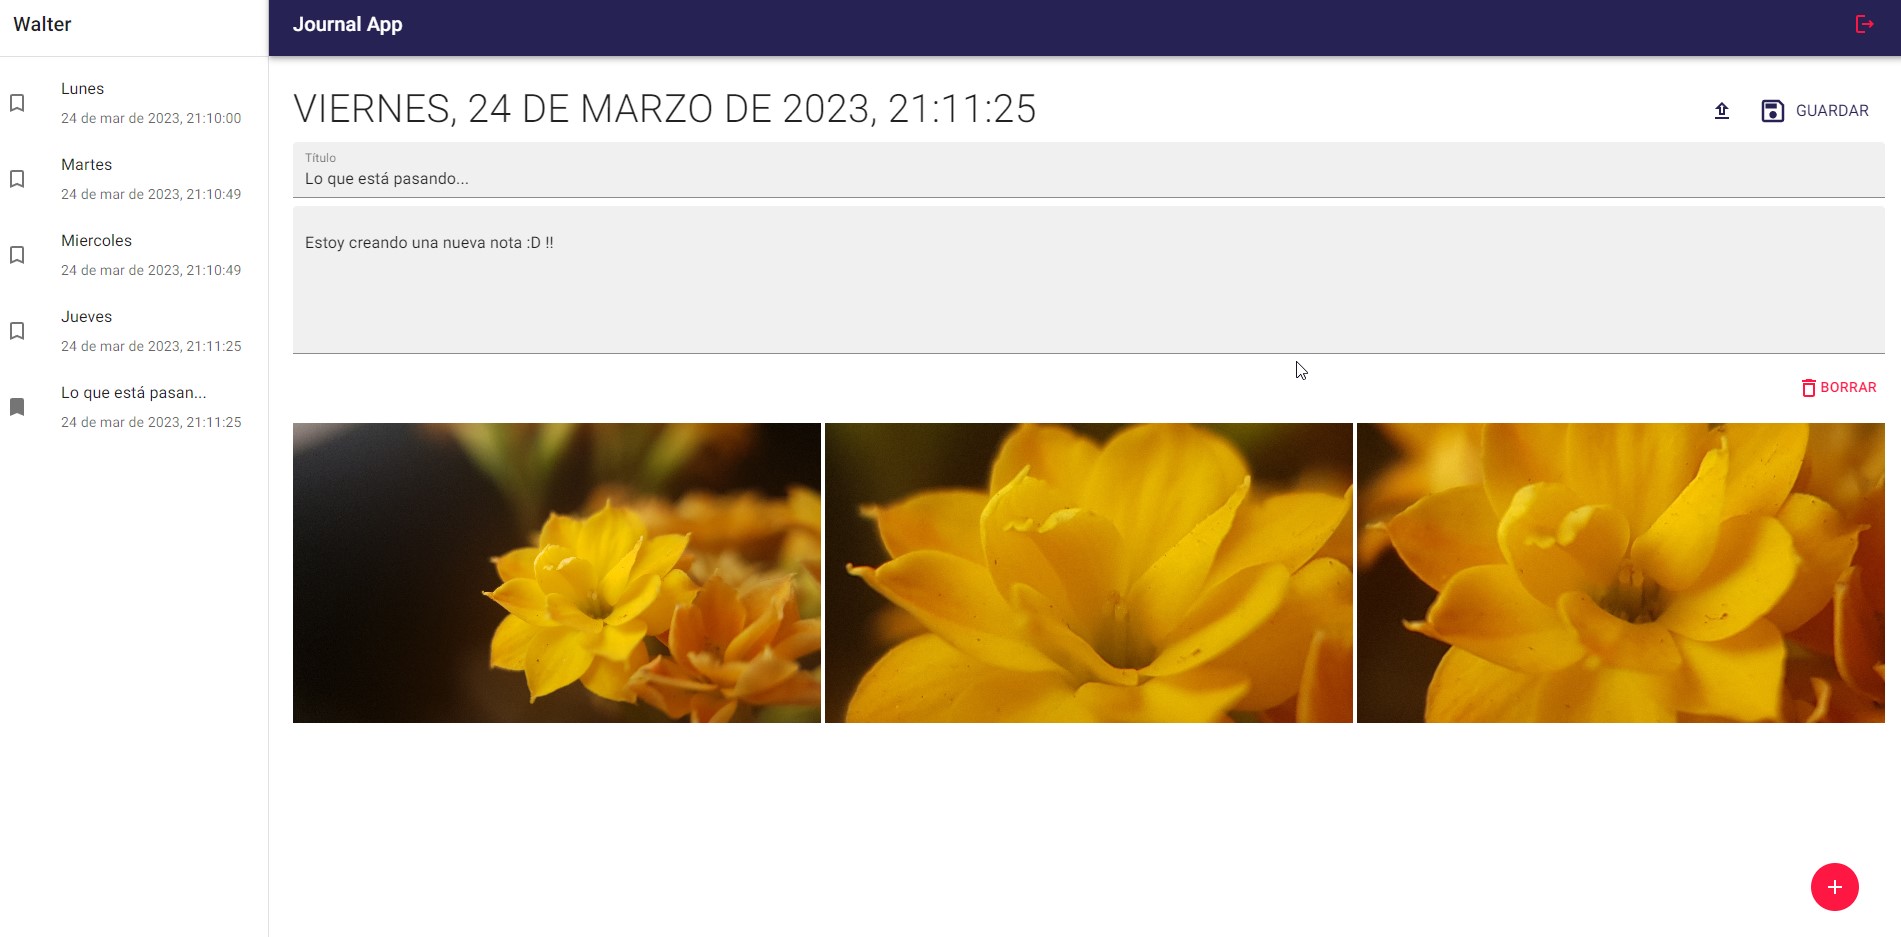 Walter
Journal App
Lunes
24 de mar de 2023, 21:10:00
Martes
24 de mar de 2023, 21:10:49
Miercoles
24 de mar de 2023, 21:10:49
Jueves
24 de mar de 2023, 21:11:25
Lo que está pasan...
24 de mar de 2023, 21:11:25
VIERNES, 24 DE MARZO DE 2023, 21:11:25
GUARDAR
Título
Lo que está pasando...
Estoy creando una nueva nota :D !!
BORRAR